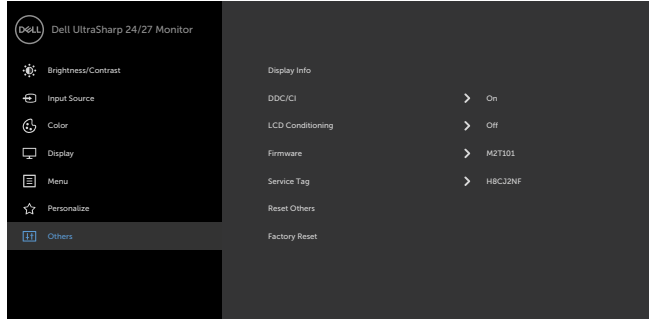 DELL Dell UltraSharp 24/27 Monitor
Brightness/Contrast
Display Info
Input Source
DDC/CI
On
Color
LCD Conditioning
Off
Display
Firmware
M2T101
Menu
Service Tag
H8CJ2NF
Personalize
Reset Others
Others
Factory Reset